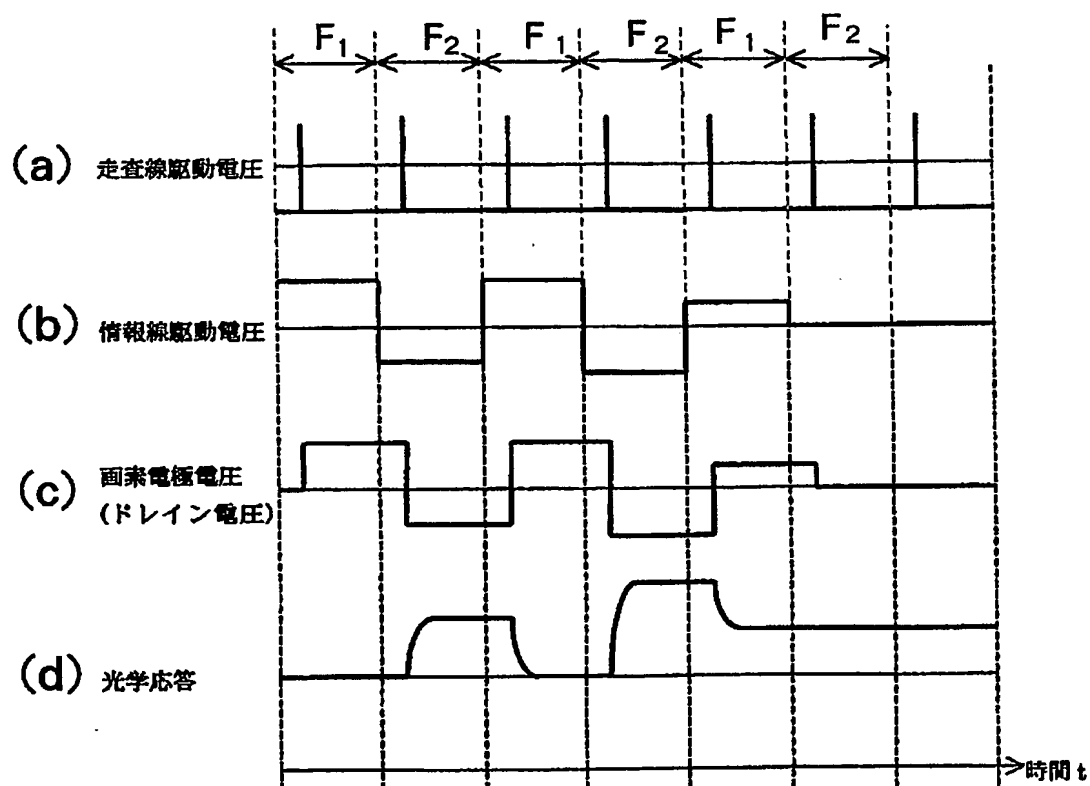 F1 F2 F1 F2 F1 F2
(a) 走査線駆動電圧
(b) 情報線駆動電圧
(c) 画素電極電圧
(ドレイン電圧)
(d) 光学応答
時間 t